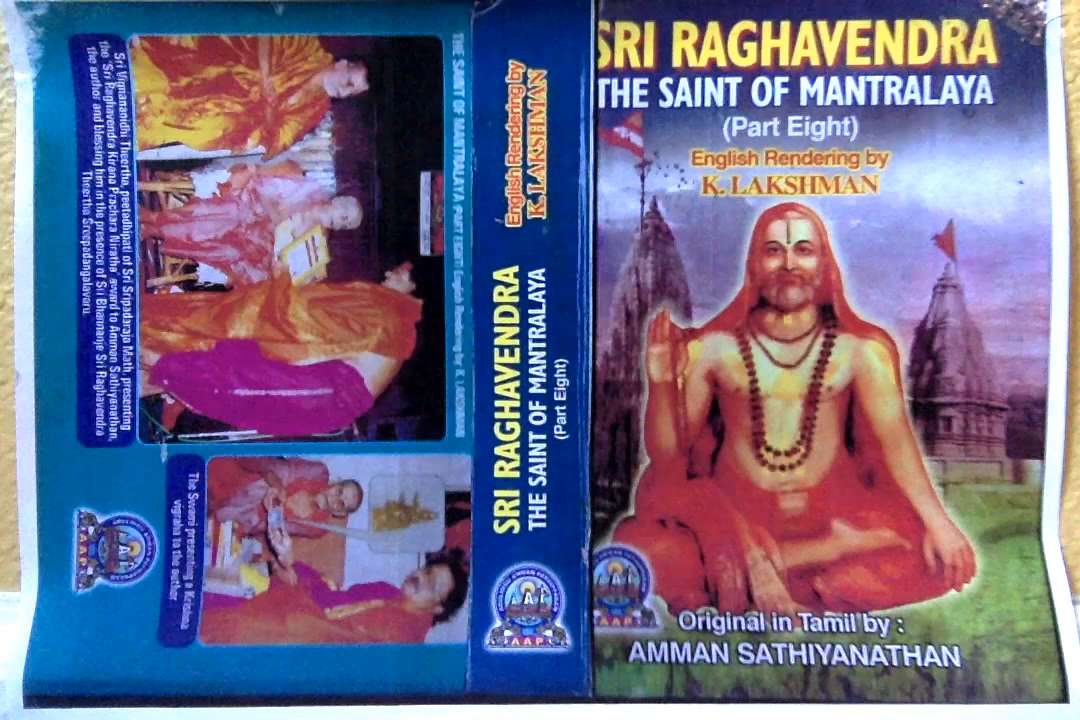 SRI RAGHAVENDRA
THE SAINT OF MANTRALAYA
(Part Eight)
English Rendering by
K. LAKSHMAN
Original in Tamil by :
AMMAN SATHIYANATHAN
SRI RAGHAVENDRA
THE SAINT OF MANTRALAYA
(Part Eight)
English Rendering by
K. LAKSHMAN
A A P
THE SAINT OF MANTRALAYA (PART EIGHT) English Rendering by K. LAKSHMAN
Sri Vignananidhi Theertha, peetadhipati of Sri Sripadaraja Math, presenting
the 'Sri Raghavendra Kirana Prachara Niratha' award to Amman Sathiyanathan,
the author and blessing him in the presence of Sri Bhannanje Sri Raghavendra
Theertha Sreepadangalavaru.
The Swami presenting a Krishna
vigraha to the author.
A A P